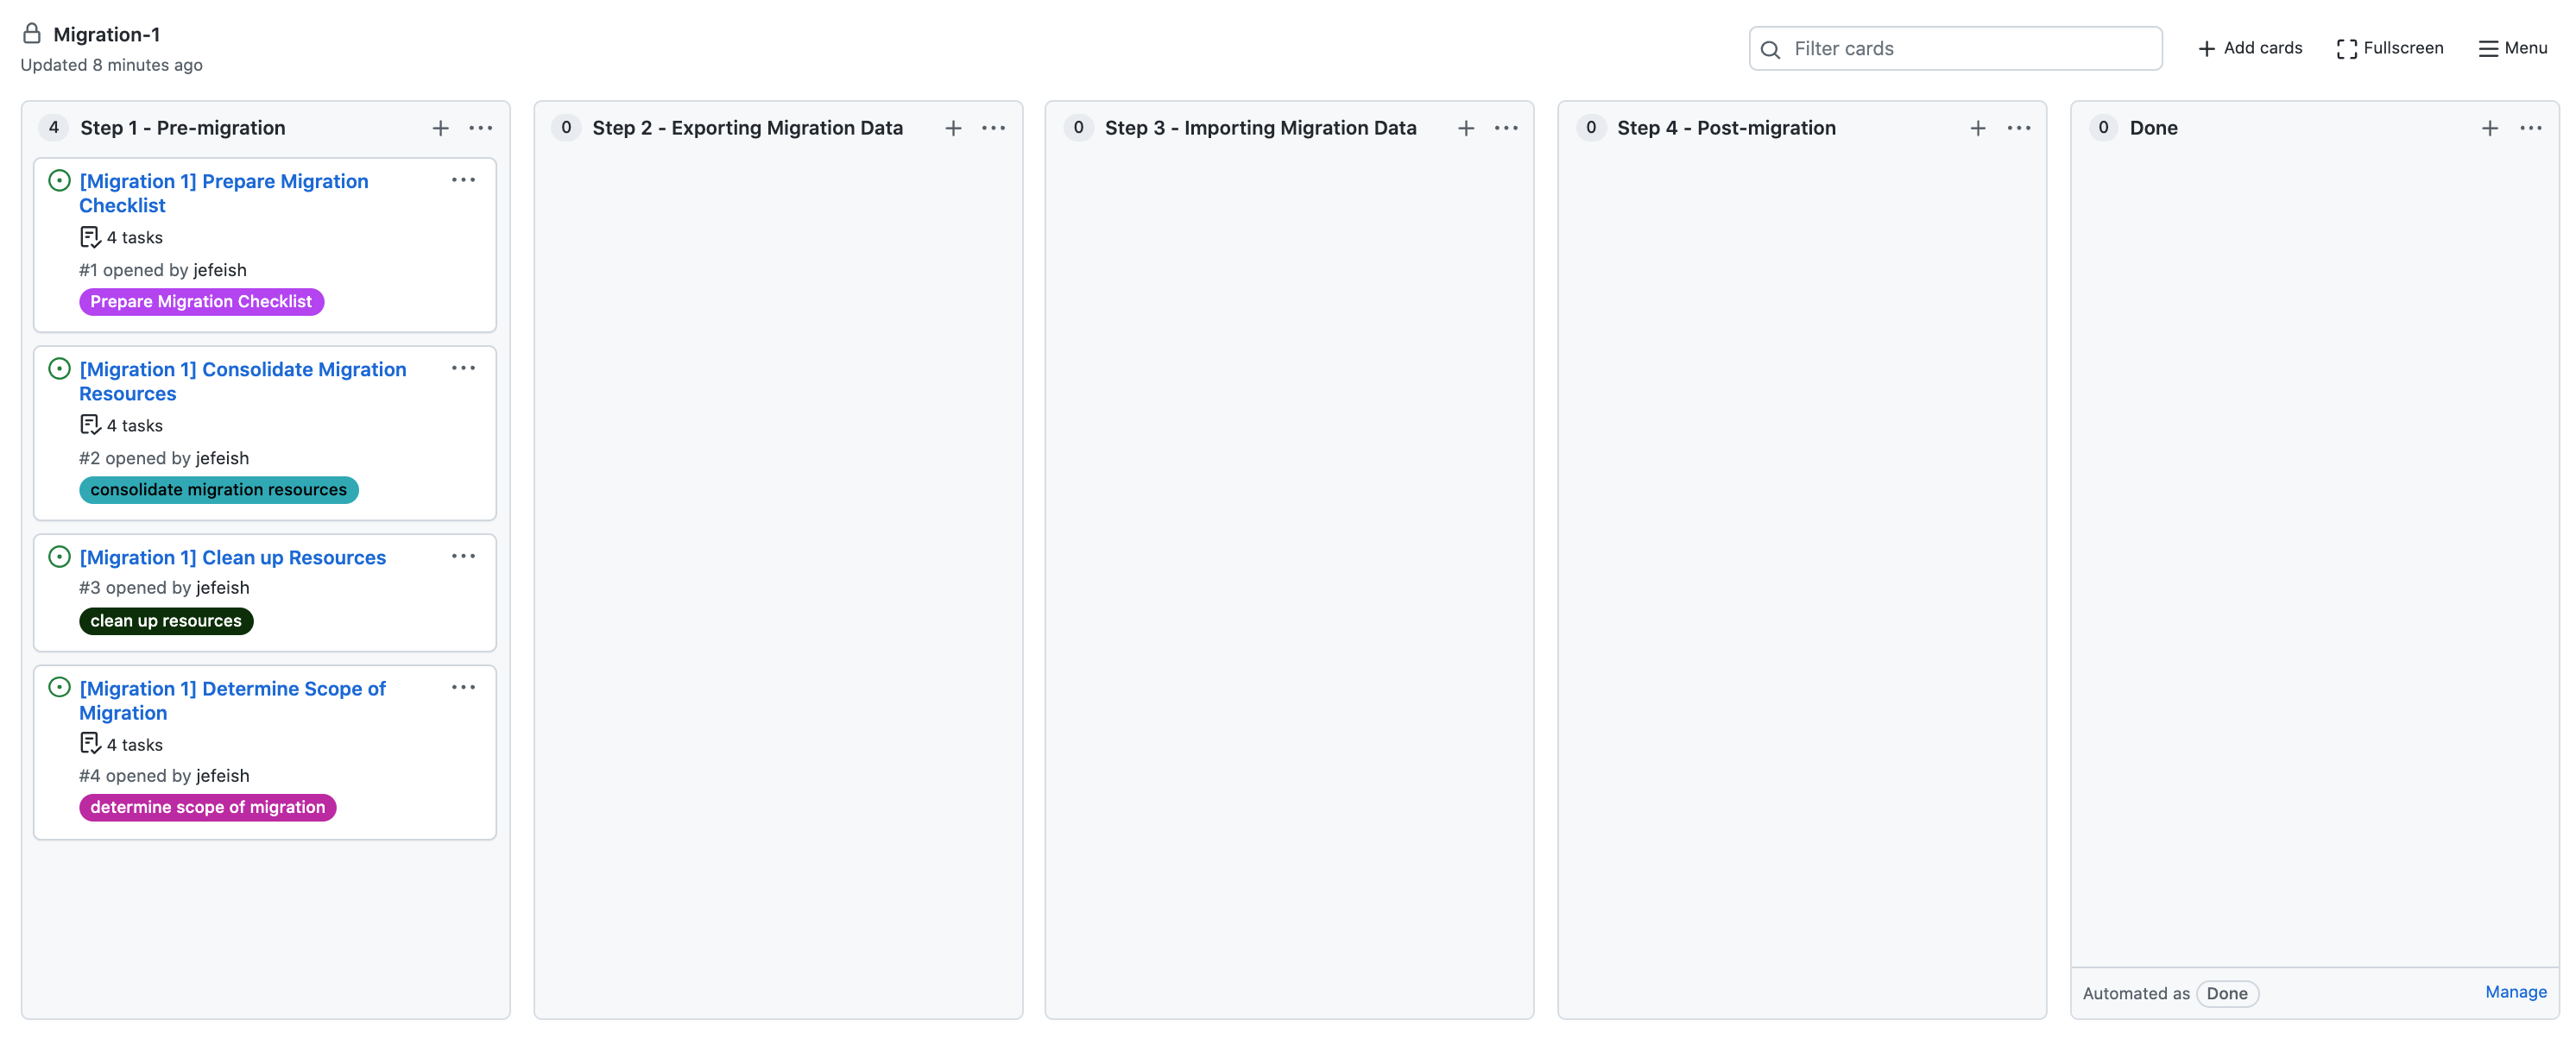 Migration-1
Updated 8 minutes ago
Filter cards
Add cards
Fullscreen
Menu
4 Step 1 - Pre-migration
[Migration 1] Prepare Migration
Checklist
4 tasks
#1 opened by jefeish
Prepare Migration Checklist
[Migration 1] Consolidate Migration
Resources
4 tasks
#2 opened by jefeish
consolidate migration resources
[Migration 1] Clean up Resources
#3 opened by jefeish
clean up resources
[Migration 1] Determine Scope of
Migration
4 tasks
#4 opened by jefeish
determine scope of migration
0 Step 2 - Exporting Migration Data
0 Step 3 - Importing Migration Data
0 Step 4 - Post-migration
0 Done
Automated as Done
Manage